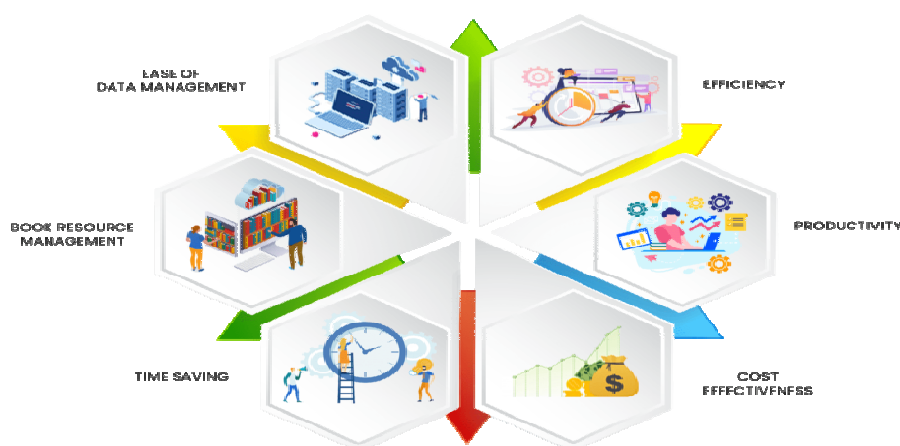 EASE OF
DATA MANAGEMENT
EFFICIENCY
BOOK RESOURCE
MANAGEMENT
PRODUCTIVITY
TIME SAVING
COST
EFFECTIVENESS
$